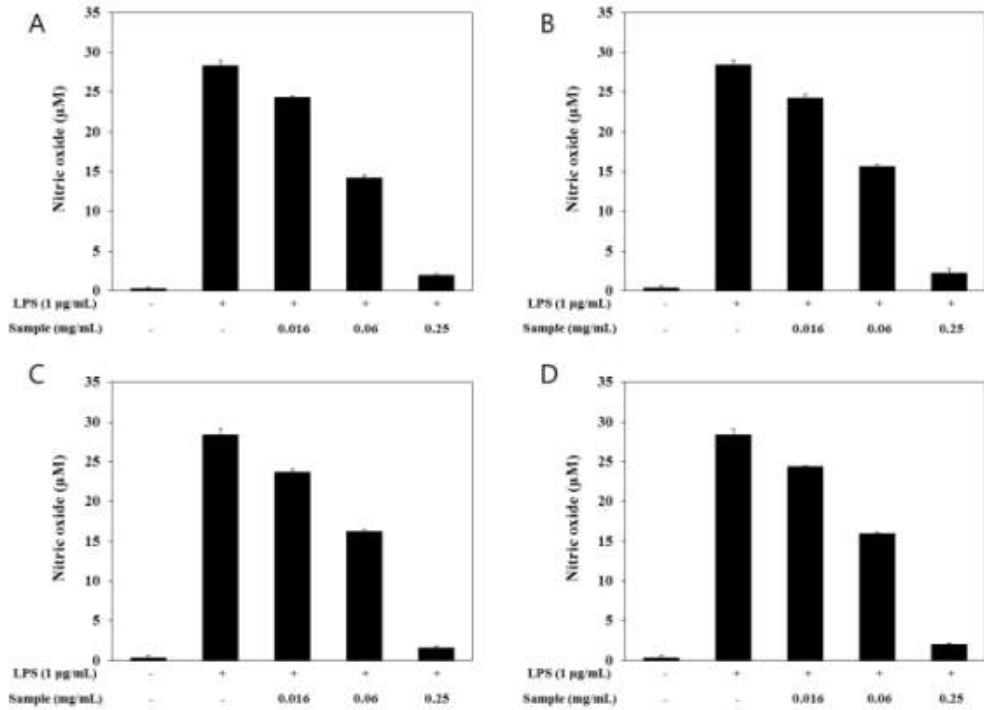 A
Nitric oxide (µM)
35
30
25
20
15
10
5
0
LPS (1 µg/mL) - + + + +
Sample (mg/mL) - - 0.016 0.06 0.25
B
Nitric oxide (µM)
35
30
25
20
15
10
5
0
LPS (1 µg/mL) - + + + +
Sample (mg/mL) - - 0.016 0.06 0.25
C
Nitric oxide (µM)
35
30
25
20
15
10
5
0
LPS (1 µg/mL) - + + + +
Sample (mg/mL) - - 0.016 0.06 0.25
D
Nitric oxide (µM)
35
30
25
20
15
10
5
0
LPS (1 µg/mL) - + + + +
Sample (mg/mL) - - 0.016 0.06 0.25